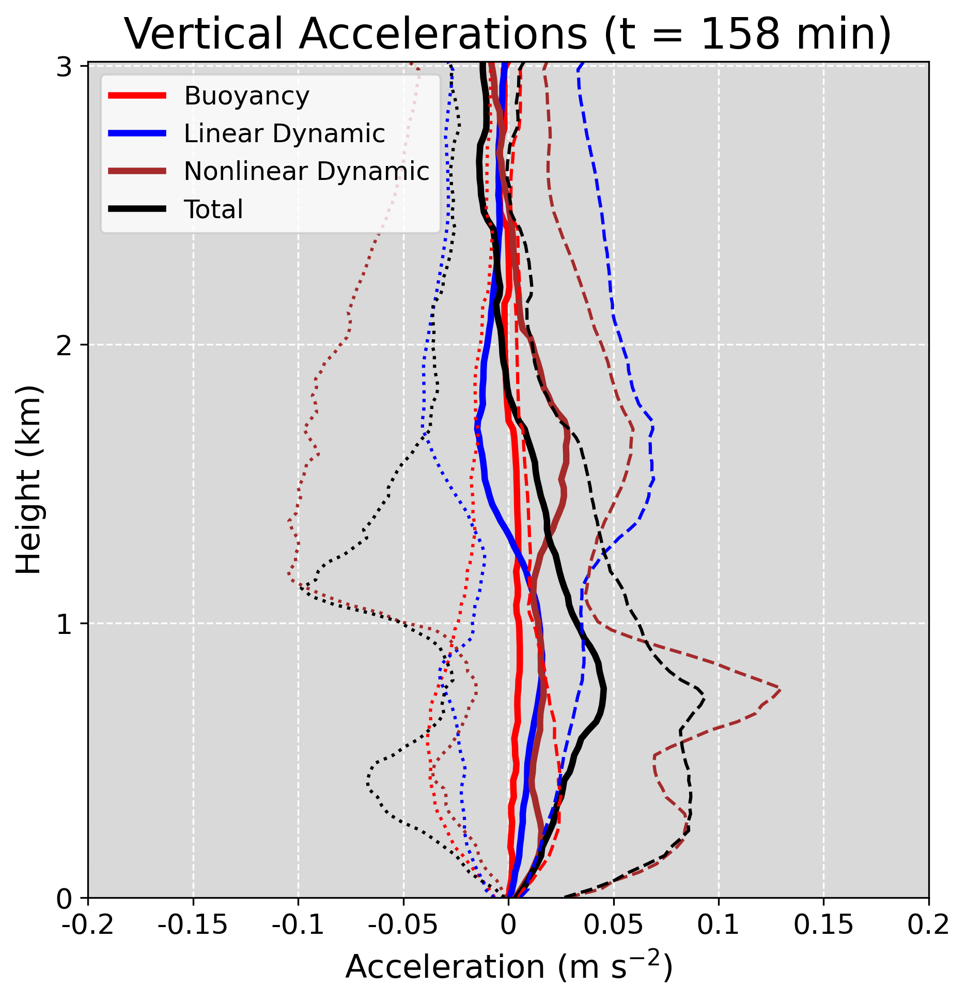 Vertical Accelerations (t = 158 min)
Buoyancy
Linear Dynamic
Nonlinear Dynamic
Total
3
2
1
0
Height (km)
-0.2 -0.15 -0.1 -0.05 0 0.05 0.1 0.15 0.2
Acceleration (m s⁻²)